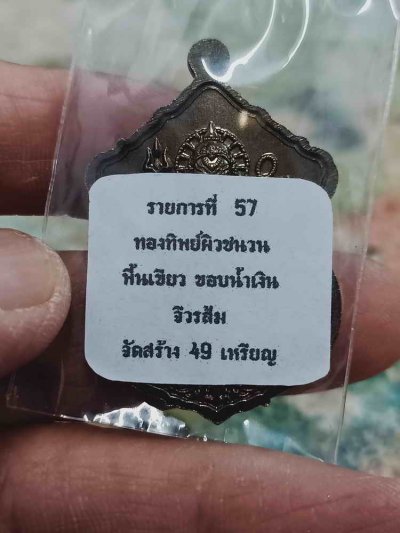 รายการที่ 57
ทองทิพย์ผิวชนวน
พื้นเขียว ขอบน้ำเงิน
จีวรส้ม
จัดสร้าง 49 เหรียญ